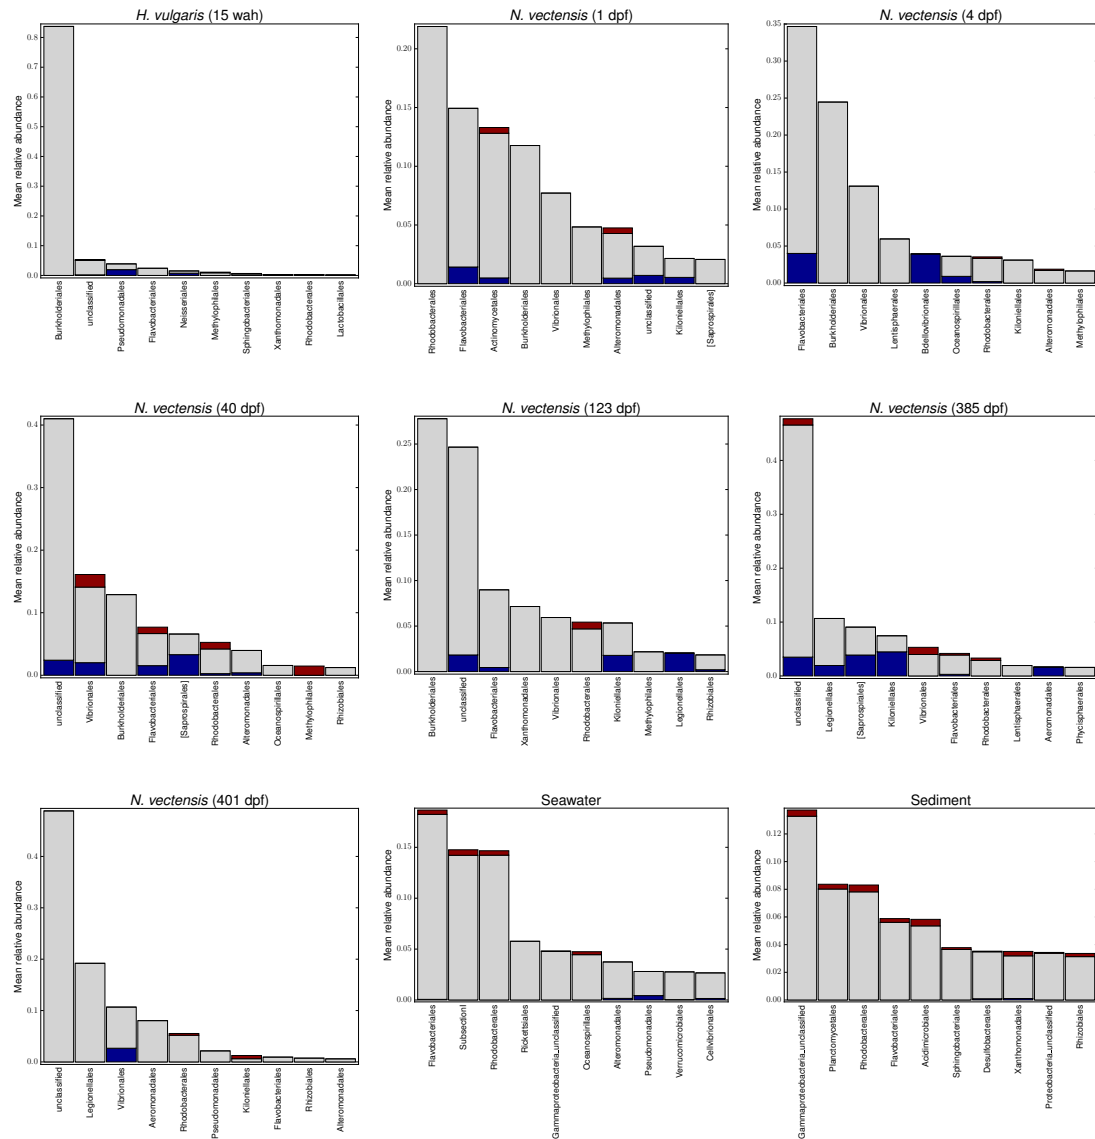 H. vulgaris (15 wah)
Mean relative abundance
0.8
0.7
0.6
0.5
0.4
0.3
0.2
0.1
0.0
Burkholderiales
unclassified
Pseudomonadales
Flavobacteriales
Neisseriales
Methylophilales
Sphingobacteriales
Xanthomonadales
Rhodobacterales
Lactobacillales
N. vectensis (1 dpf)
Mean relative abundance
0.20
0.15
0.10
0.05
0.00
Rhodobacterales
Flavobacteriales
Actinomycetales
Burkholderiales
Vibrionales
Methylophilales
Alteromonadales
unclassified
Kiloniellales
[Saprospirales]
N. vectensis (4 dpf)
Mean relative abundance
0.35
0.30
0.25
0.20
0.15
0.10
0.05
0.00
Flavobacteriales
Burkholderiales
Vibrionales
Lentisphaerales
Bdellovibrionales
Oceanospirillales
Rhodobacterales
Kiloniellales
Alteromonadales
Methylophilales
N. vectensis (40 dpf)
Mean relative abundance
0.4
0.3
0.2
0.1
0.0
unclassified
Vibrionales
Burkholderiales
Flavobacteriales
[Saprospirales]
Rhodobacterales
Alteromonadales
Oceanospirillales
Methylophilales
Rhizobiales
N. vectensis (123 dpf)
Mean relative abundance
0.25
0.20
0.15
0.10
0.05
0.00
Burkholderiales
unclassified
Flavobacteriales
Xanthomonadales
Vibrionales
Rhodobacterales
Kiloniellales
Methylophilales
Legionellales
Rhizobiales
N. vectensis (385 dpf)
Mean relative abundance
0.4
0.3
0.2
0.1
0.0
unclassified
Legionellales
[Saprospirales]
Kiloniellales
Vibrionales
Flavobacteriales
Rhodobacterales
Lentisphaerales
Aeromonadales
Phycisphaerales
N. vectensis (401 dpf)
Mean relative abundance
0.4
0.3
0.2
0.1
0.0
unclassified
Legionellales
Vibrionales
Aeromonadales
Rhodobacterales
Pseudomonadales
Kiloniellales
Flavobacteriales
Rhizobiales
Alteromonadales
Seawater
Mean relative abundance
0.15
0.10
0.05
0.00
Flavobacteriales
SubsectionI
Rhodobacterales
Rickettsiales
Gammaproteobacteria_unclassified
Oceanospirillales
Alteromonadales
Pseudomonadales
Verrucomicrobiales
Cellvibrionales
Sediment
Mean relative abundance
0.12
0.10
0.08
0.06
0.04
0.02
0.00
Gammaproteobacteria_unclassified
Planctomycetales
Rhodobacterales
Flavobacteriales
Acidimicrobiales
Sphingobacteriales
Desulfobacterales
Xanthomonadales
Proteobacteria_unclassified
Rhizobiales